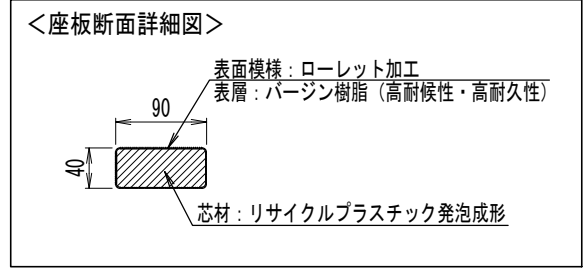 ＜座板断面詳細図＞
表面模様：ローレット加工
表層：バージン樹脂（高耐候性・高耐久性）
90
40
芯材：リサイクルプラスチック発泡成形